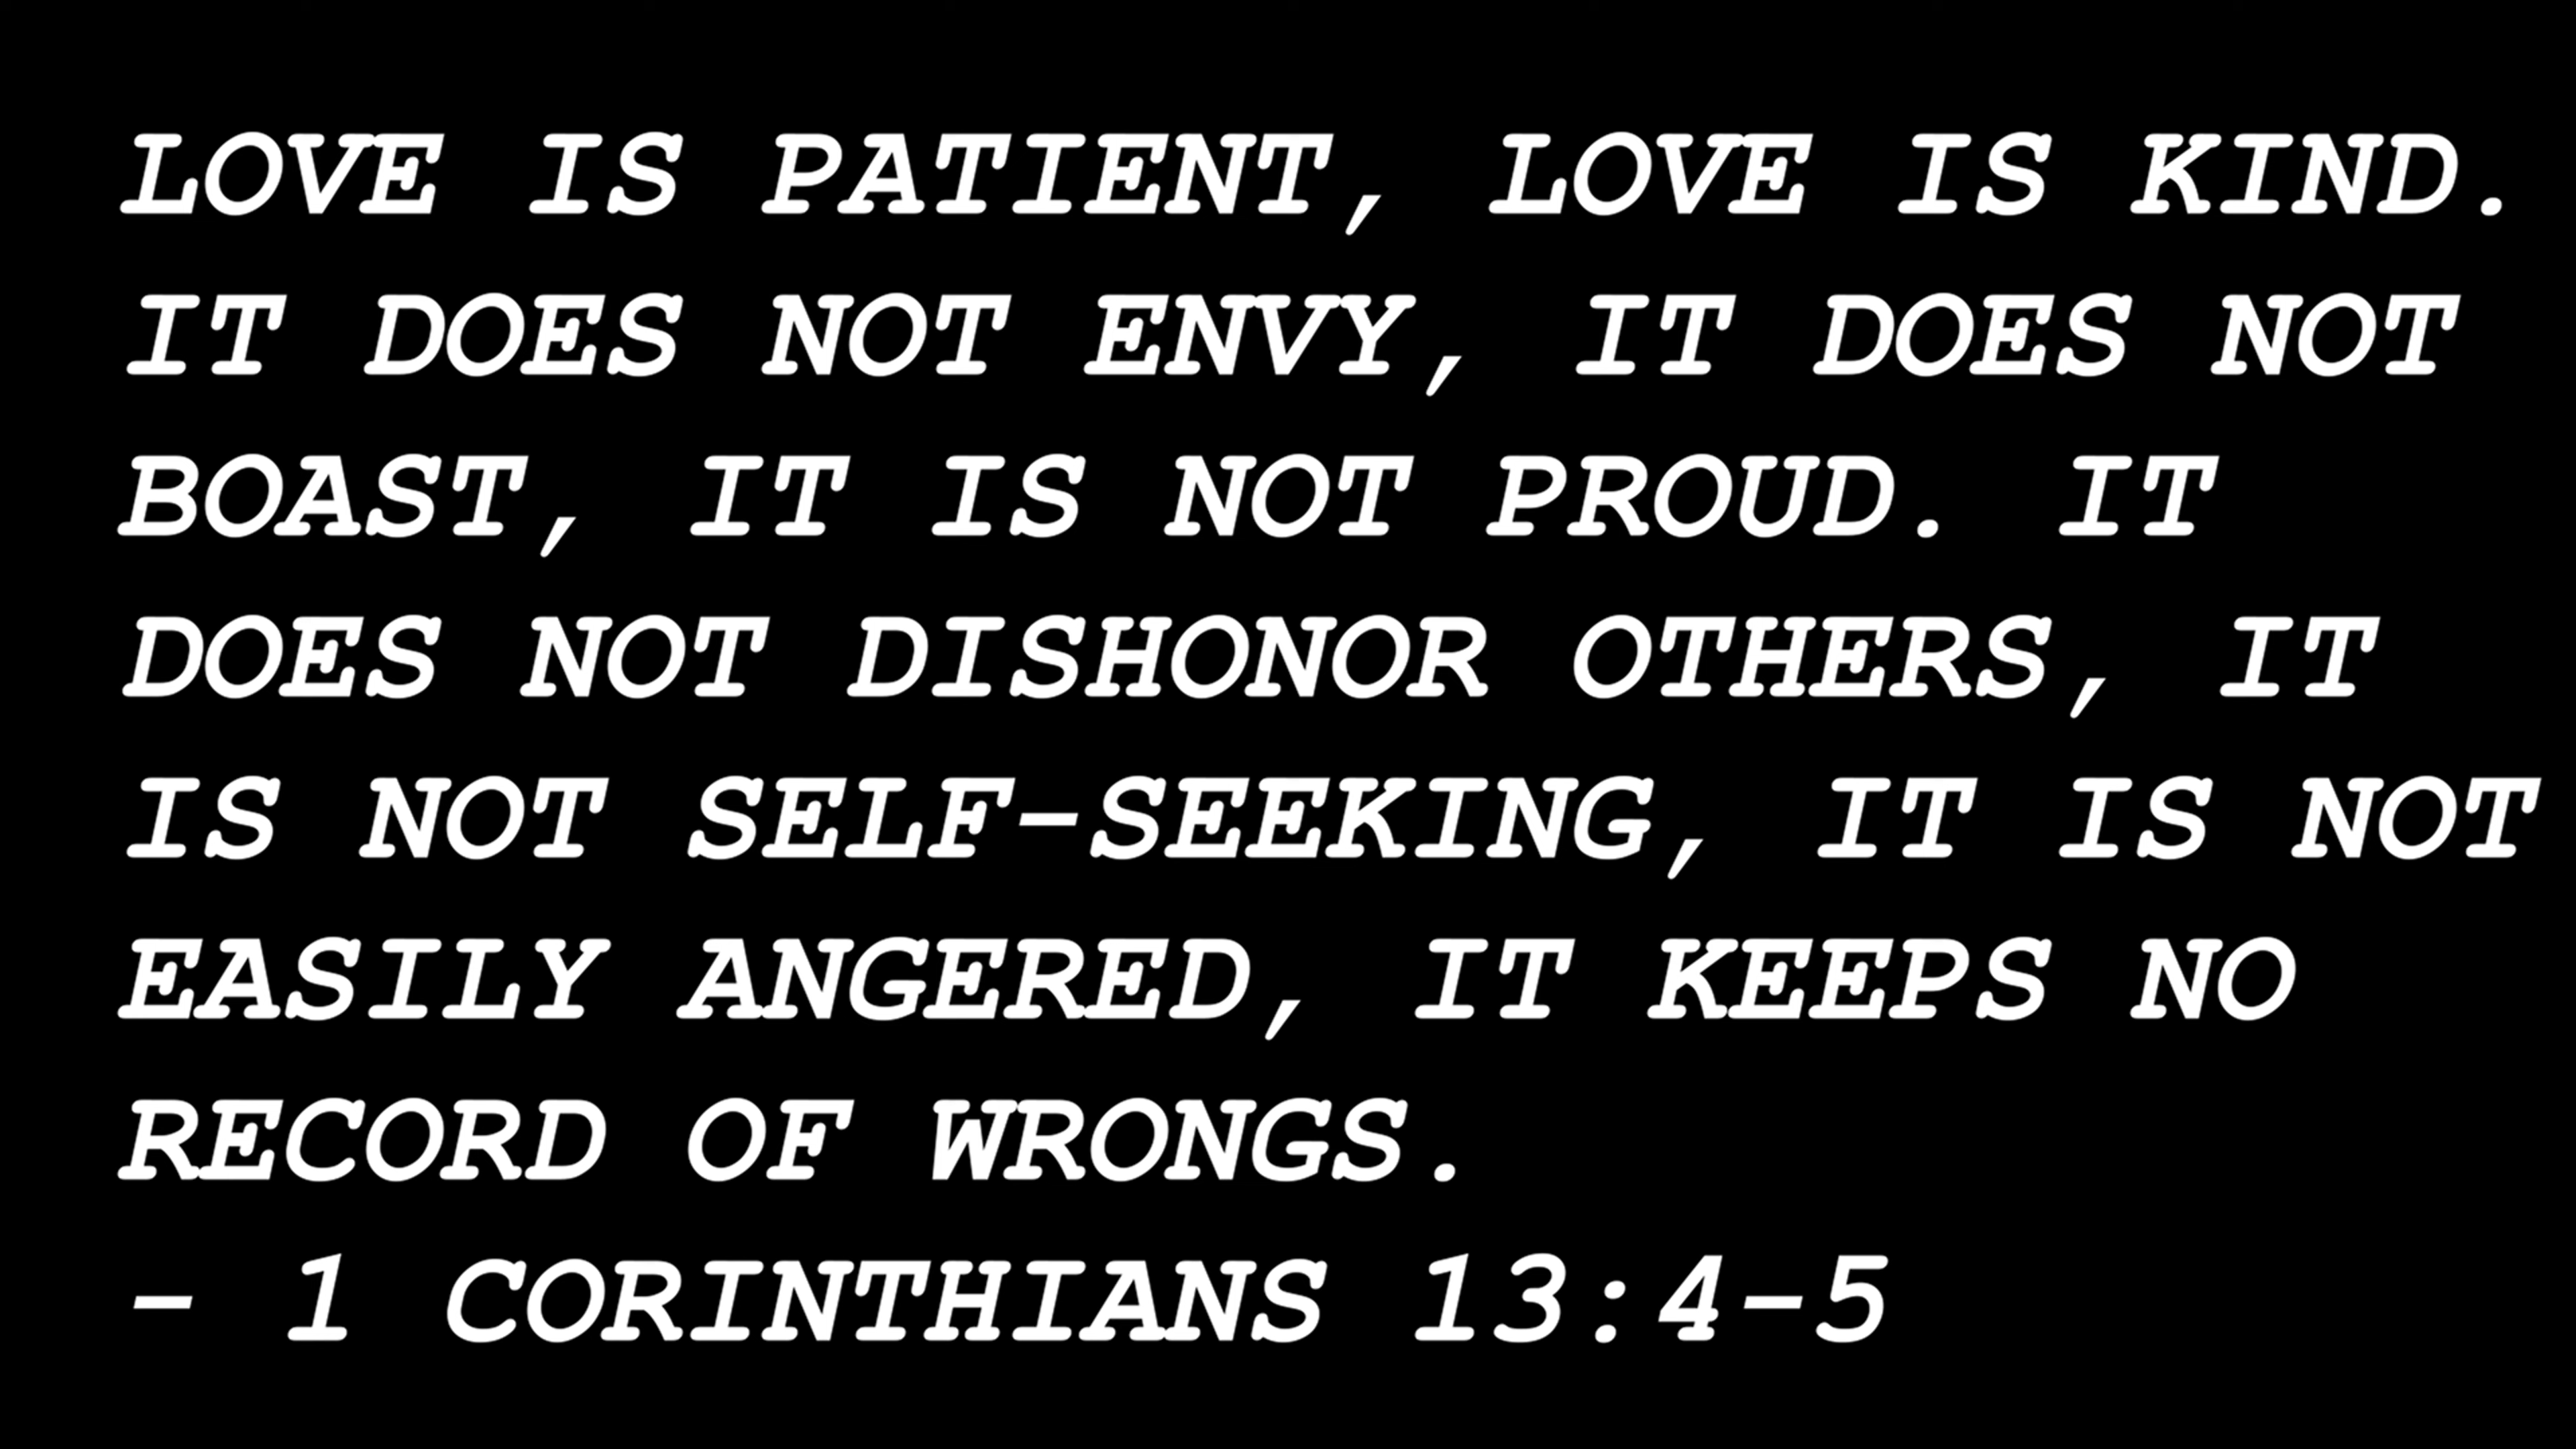 LOVE IS PATIENT, LOVE IS KIND.
IT DOES NOT ENVY, IT DOES NOT
BOAST, IT IS NOT PROUD. IT
DOES NOT DISHONOR OTHERS, IT
IS NOT SELF-SEEKING, IT IS NOT
EASILY ANGERED, IT KEEPS NO
RECORD OF WRONGS.
- 1 CORINTHIANS 13:4-5